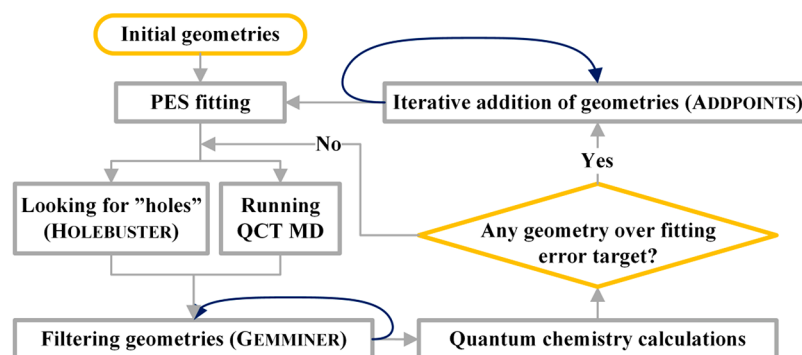 Initial geometries
PES fitting
Iterative addition of geometries (ADDPOINTS)
No
Yes
Looking for ”holes”
(HOLEBUSTER)
Running
QCT MD
Any geometry over fitting
error target?
Filtering geometries (GEMMINER)
Quantum chemistry calculations